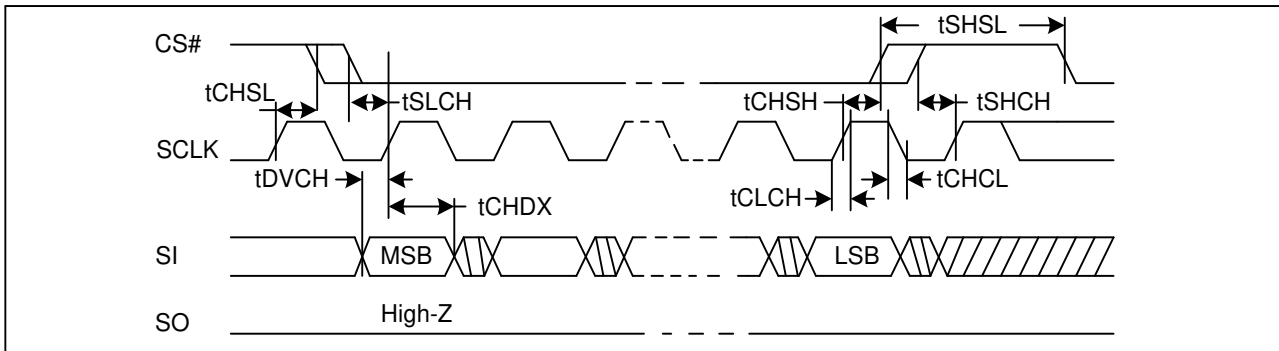 tSHSL
CS#
tCHSL
tSLCH
tCHSH
tSHCH
SCLK
tDVCH
tCHCL
tCLCH
tCHDX
SI
MSB
LSB
High-Z
SO